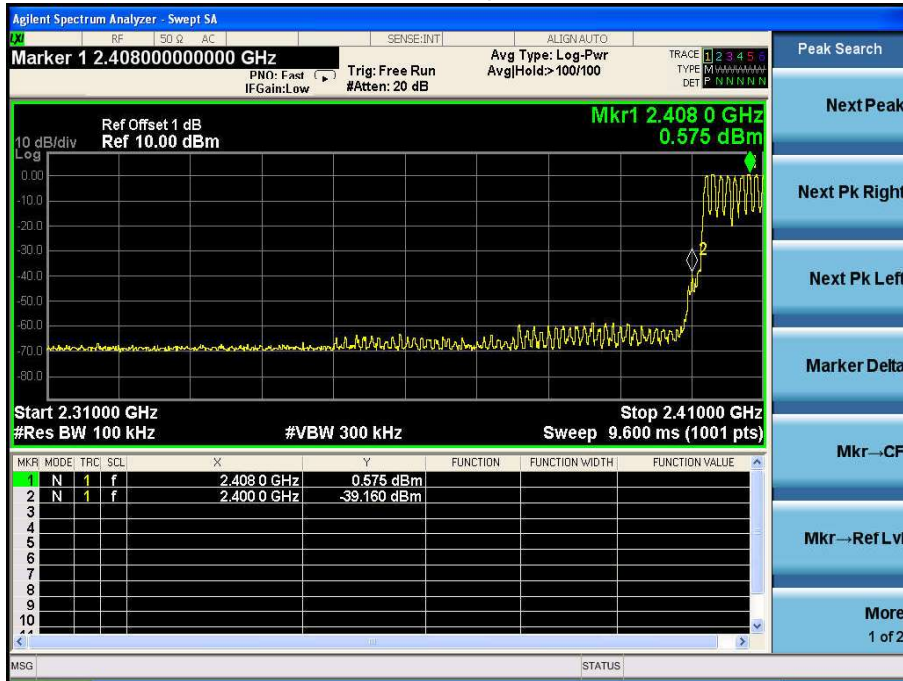 Agilent Spectrum Analyzer - Swept SA
LXI RF 50 Ω AC SENSE:INT ALIGNAUTO
Marker 1 2.408000000000 GHz
PNO: Fast
IFGain:Low
Trig: Free Run
#Atten: 20 dB
Avg Type: Log-Pwr
Avg|Hold:>100/100
TRACE 1 2 3 4 5 6
TYPE M
DET P N N N N N
Peak Search
Next Peak
Next Pk Right
Next Pk Left
Marker Delta
Mkr→CF
Mkr→Ref Lvl
More
1 of 2
Mkr1 2.408 0 GHz
0.575 dBm
Ref Offset 1 dB
10 dB/div Ref 10.00 dBm
Log
0.00
-10.0
-20.0
-30.0
-40.0
-50.0
-60.0
-70.0
-80.0
2
Start 2.31000 GHz Stop 2.41000 GHz
#Res BW 100 kHz #VBW 300 kHz Sweep 9.600 ms (1001 pts)
MKR MODE TRC SCL X Y FUNCTION FUNCTION WIDTH FUNCTION VALUE
1 N 1 f 2.408 0 GHz 0.575 dBm
2 N 1 f 2.400 0 GHz -39.160 dBm
3
4
5
6
7
8
9
10
11
MSG STATUS